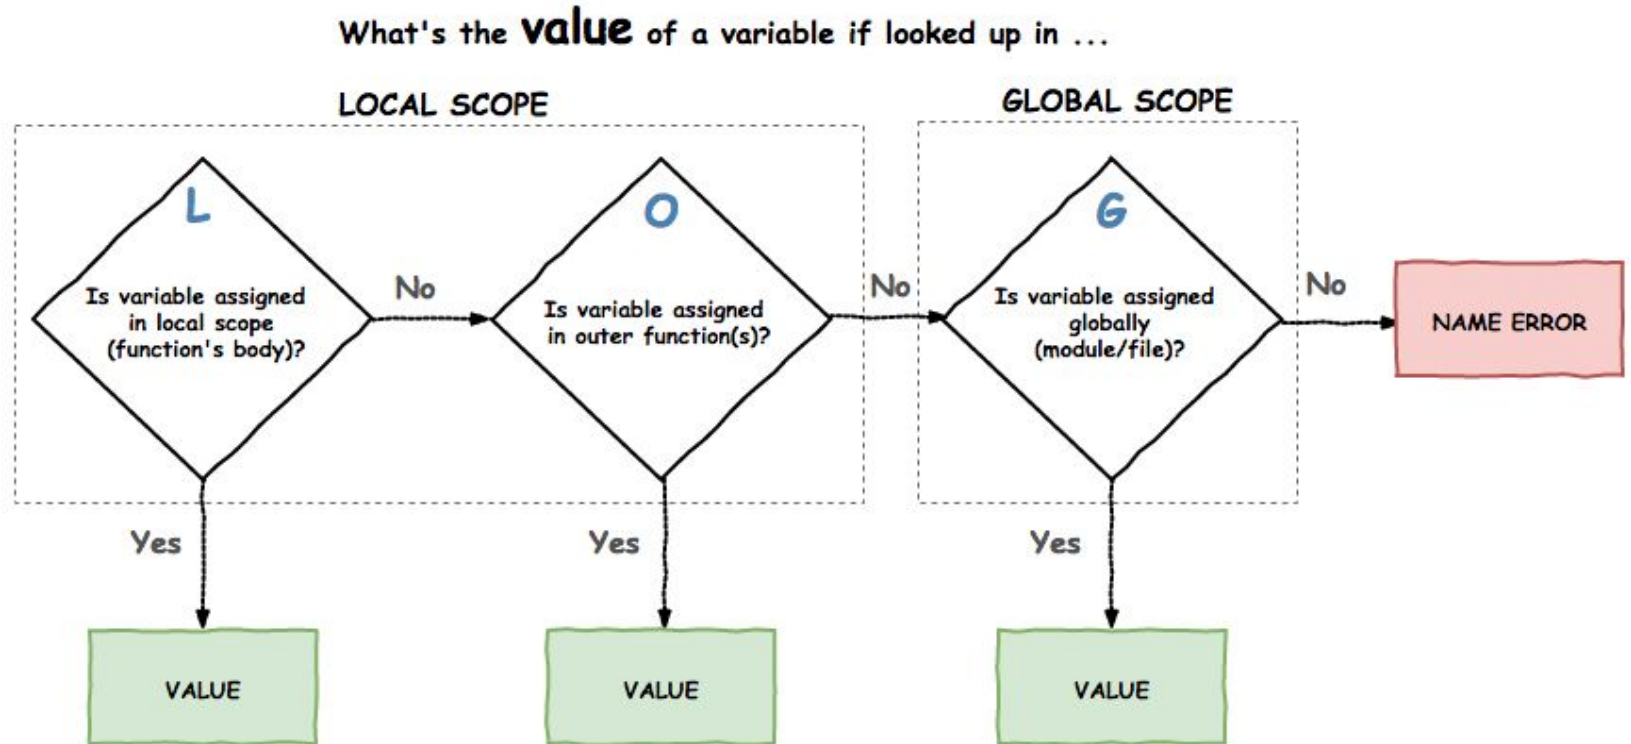 What's the value of a variable if looked up in ...
LOCAL SCOPE
GLOBAL SCOPE
L
Is variable assigned
in local scope
(function's body)?
No
O
Is variable assigned
in outer function(s)?
No
G
Is variable assigned
globally
(module/file)?
No
NAME ERROR
Yes
Yes
Yes
VALUE
VALUE
VALUE